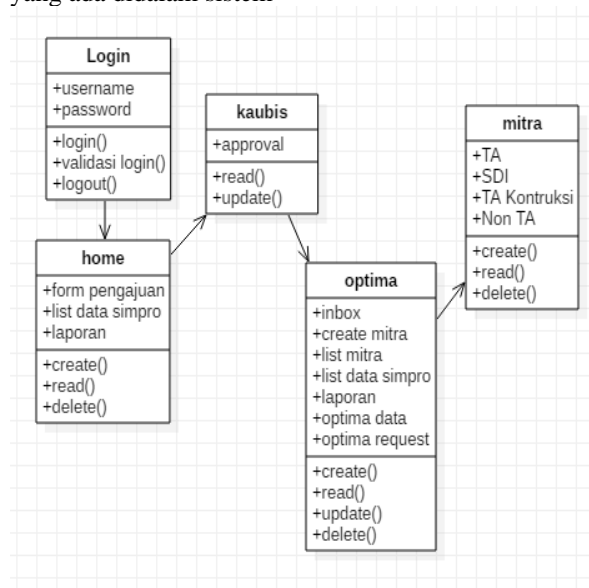 yang ada didalam sistem
Login
+username
+password
+login()
+validasi login()
+logout()
home
+form pengajuan
+list data simpro
+laporan
+create()
+read()
+delete()
kaubis
+approval
+read()
+update()
optima
+inbox
+create mitra
+list mitra
+list data simpro
+laporan
+optima data
+optima request
+create()
+read()
+update()
+delete()
mitra
+TA
+SDI
+TA Kontruksi
+Non TA
+create()
+read()
+delete()